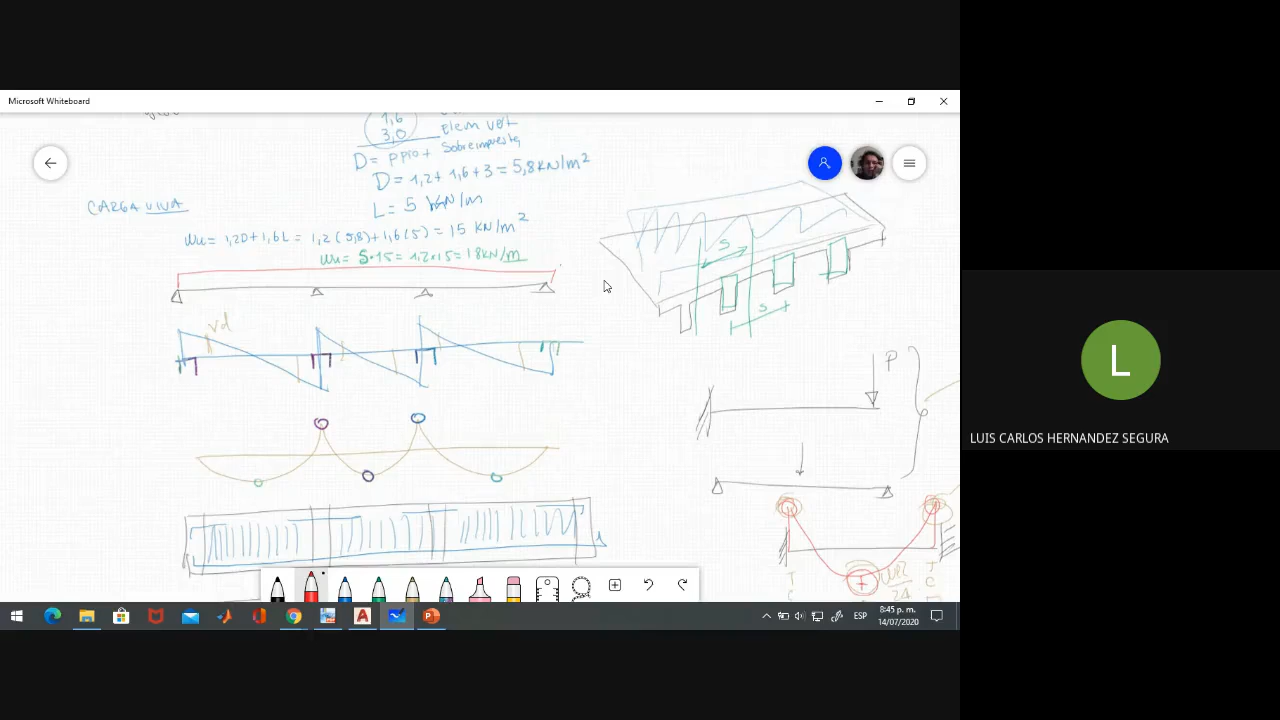 Microsoft Whiteboard
1,6
3,0
elem vert
D = ppro + Sobreimpuesta
D = 1,2 + 1,6 + 3 = 5,8 KN/m²
CARGA VIVA
L = 5 KN/m
wu = 1,2D + 1,6L = 1,2(5,8) + 1,6(5) = 15 KN/m²
wu = S·15 = 1,2×15 = 18 KN/m
S
S
Vd
P
L
LUIS CARLOS HERNANDEZ SEGURA
+
24
T
C
T
C
ESP
8:45 p. m.
14/07/2020